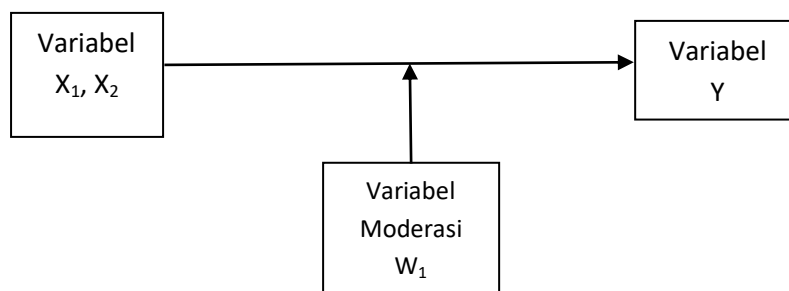 Variabel
X₁, X₂
Variabel
Y
Variabel
Moderasi
W₁